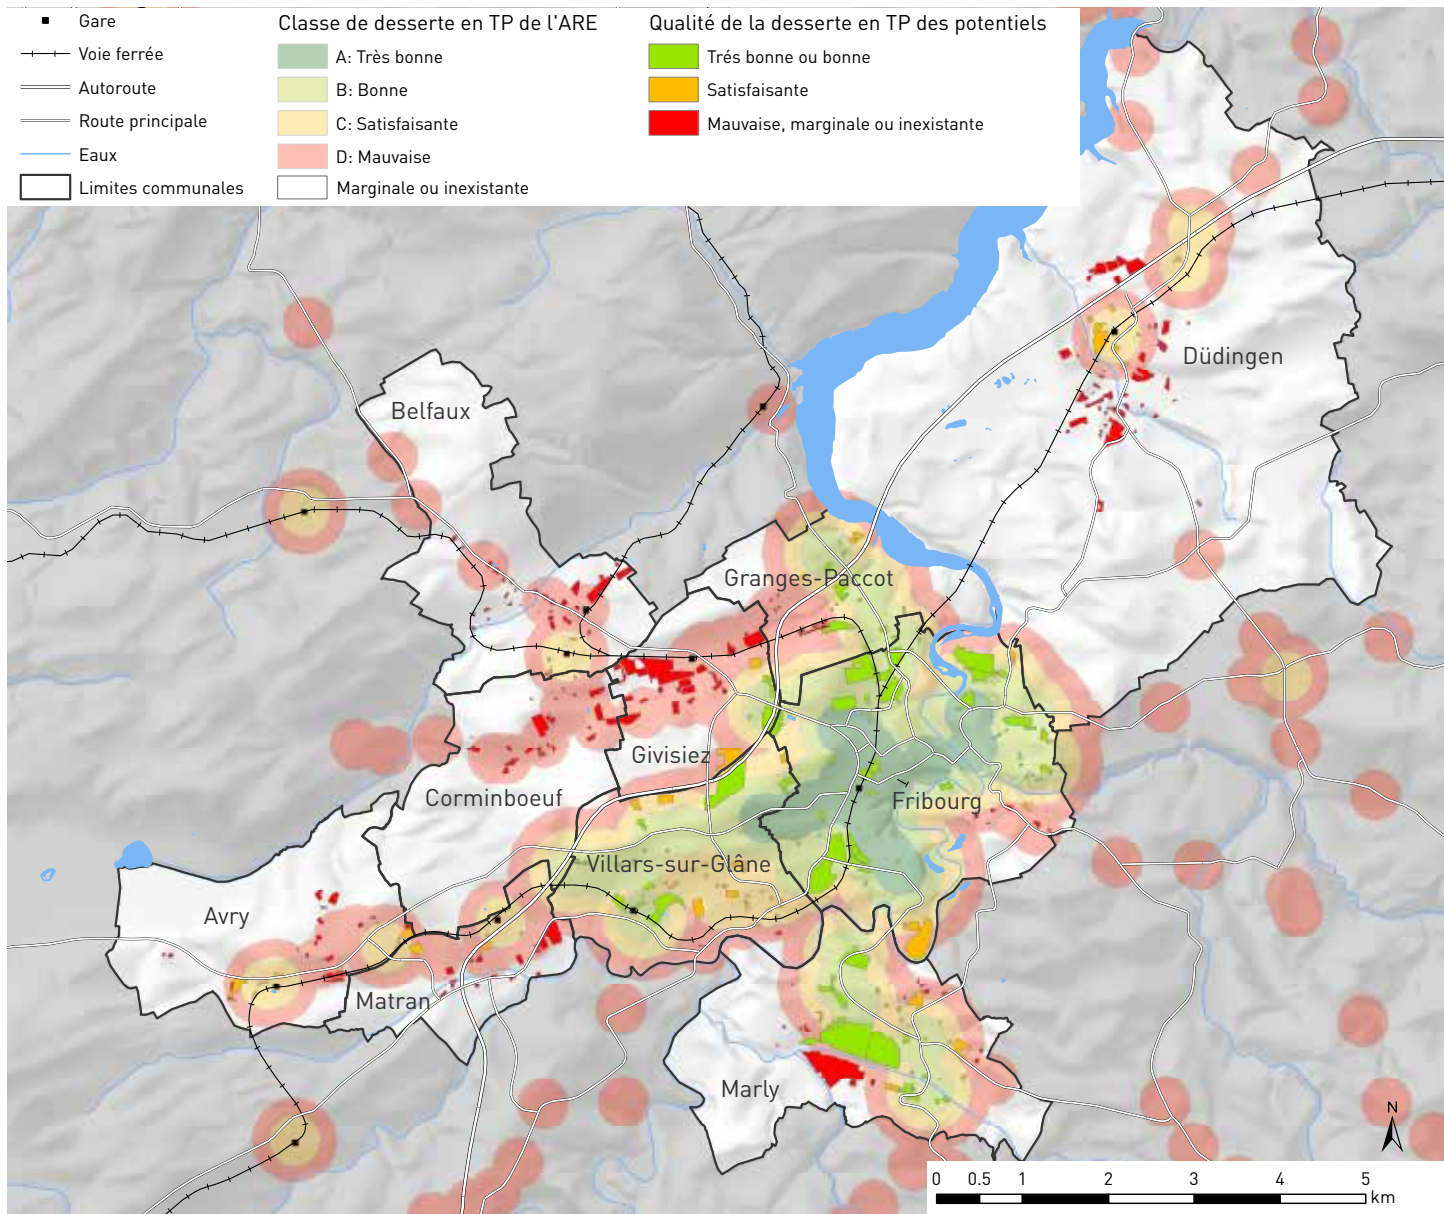 Gare
Voie ferrée
Autoroute
Route principale
Eaux
Limites communales
Classe de desserte en TP de l'ARE
A: Très bonne
B: Bonne
C: Satisfaisante
D: Mauvaise
Marginale ou inexistante
Qualité de la desserte en TP des potentiels
Trés bonne ou bonne
Satisfaisante
Mauvaise, marginale ou inexistante
Düdingen
Belfaux
Granges-Paccot
Givisiez
Corminboeuf
Fribourg
Villars-sur-Glâne
Avry
Matran
Marly
N
0 0.5 1 2 3 4 5
km